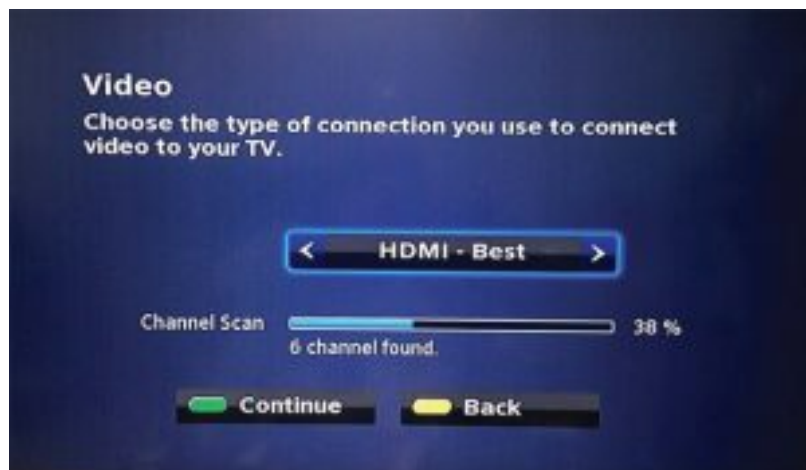 Video
Choose the type of connection you use to connect
video to your TV.
< HDMI - Best >
Channel Scan 38 %
6 channel found.
Continue Back